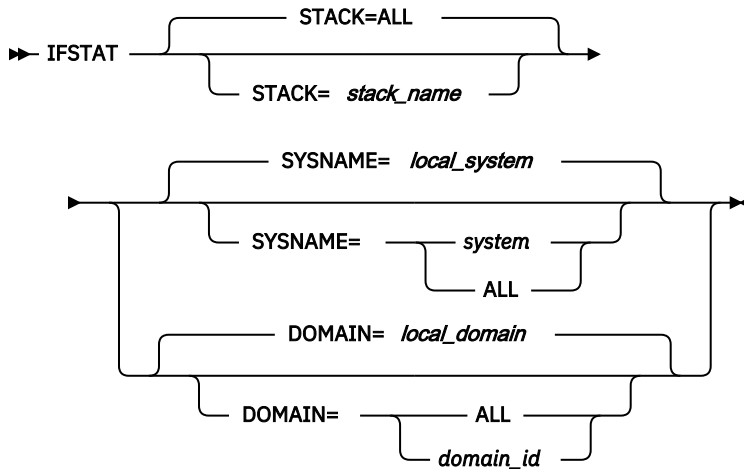 STACK=ALL
IFSTAT
STACK= stack_name
SYSNAME= local_system
SYSNAME= system
ALL
DOMAIN= local_domain
DOMAIN= ALL
domain_id